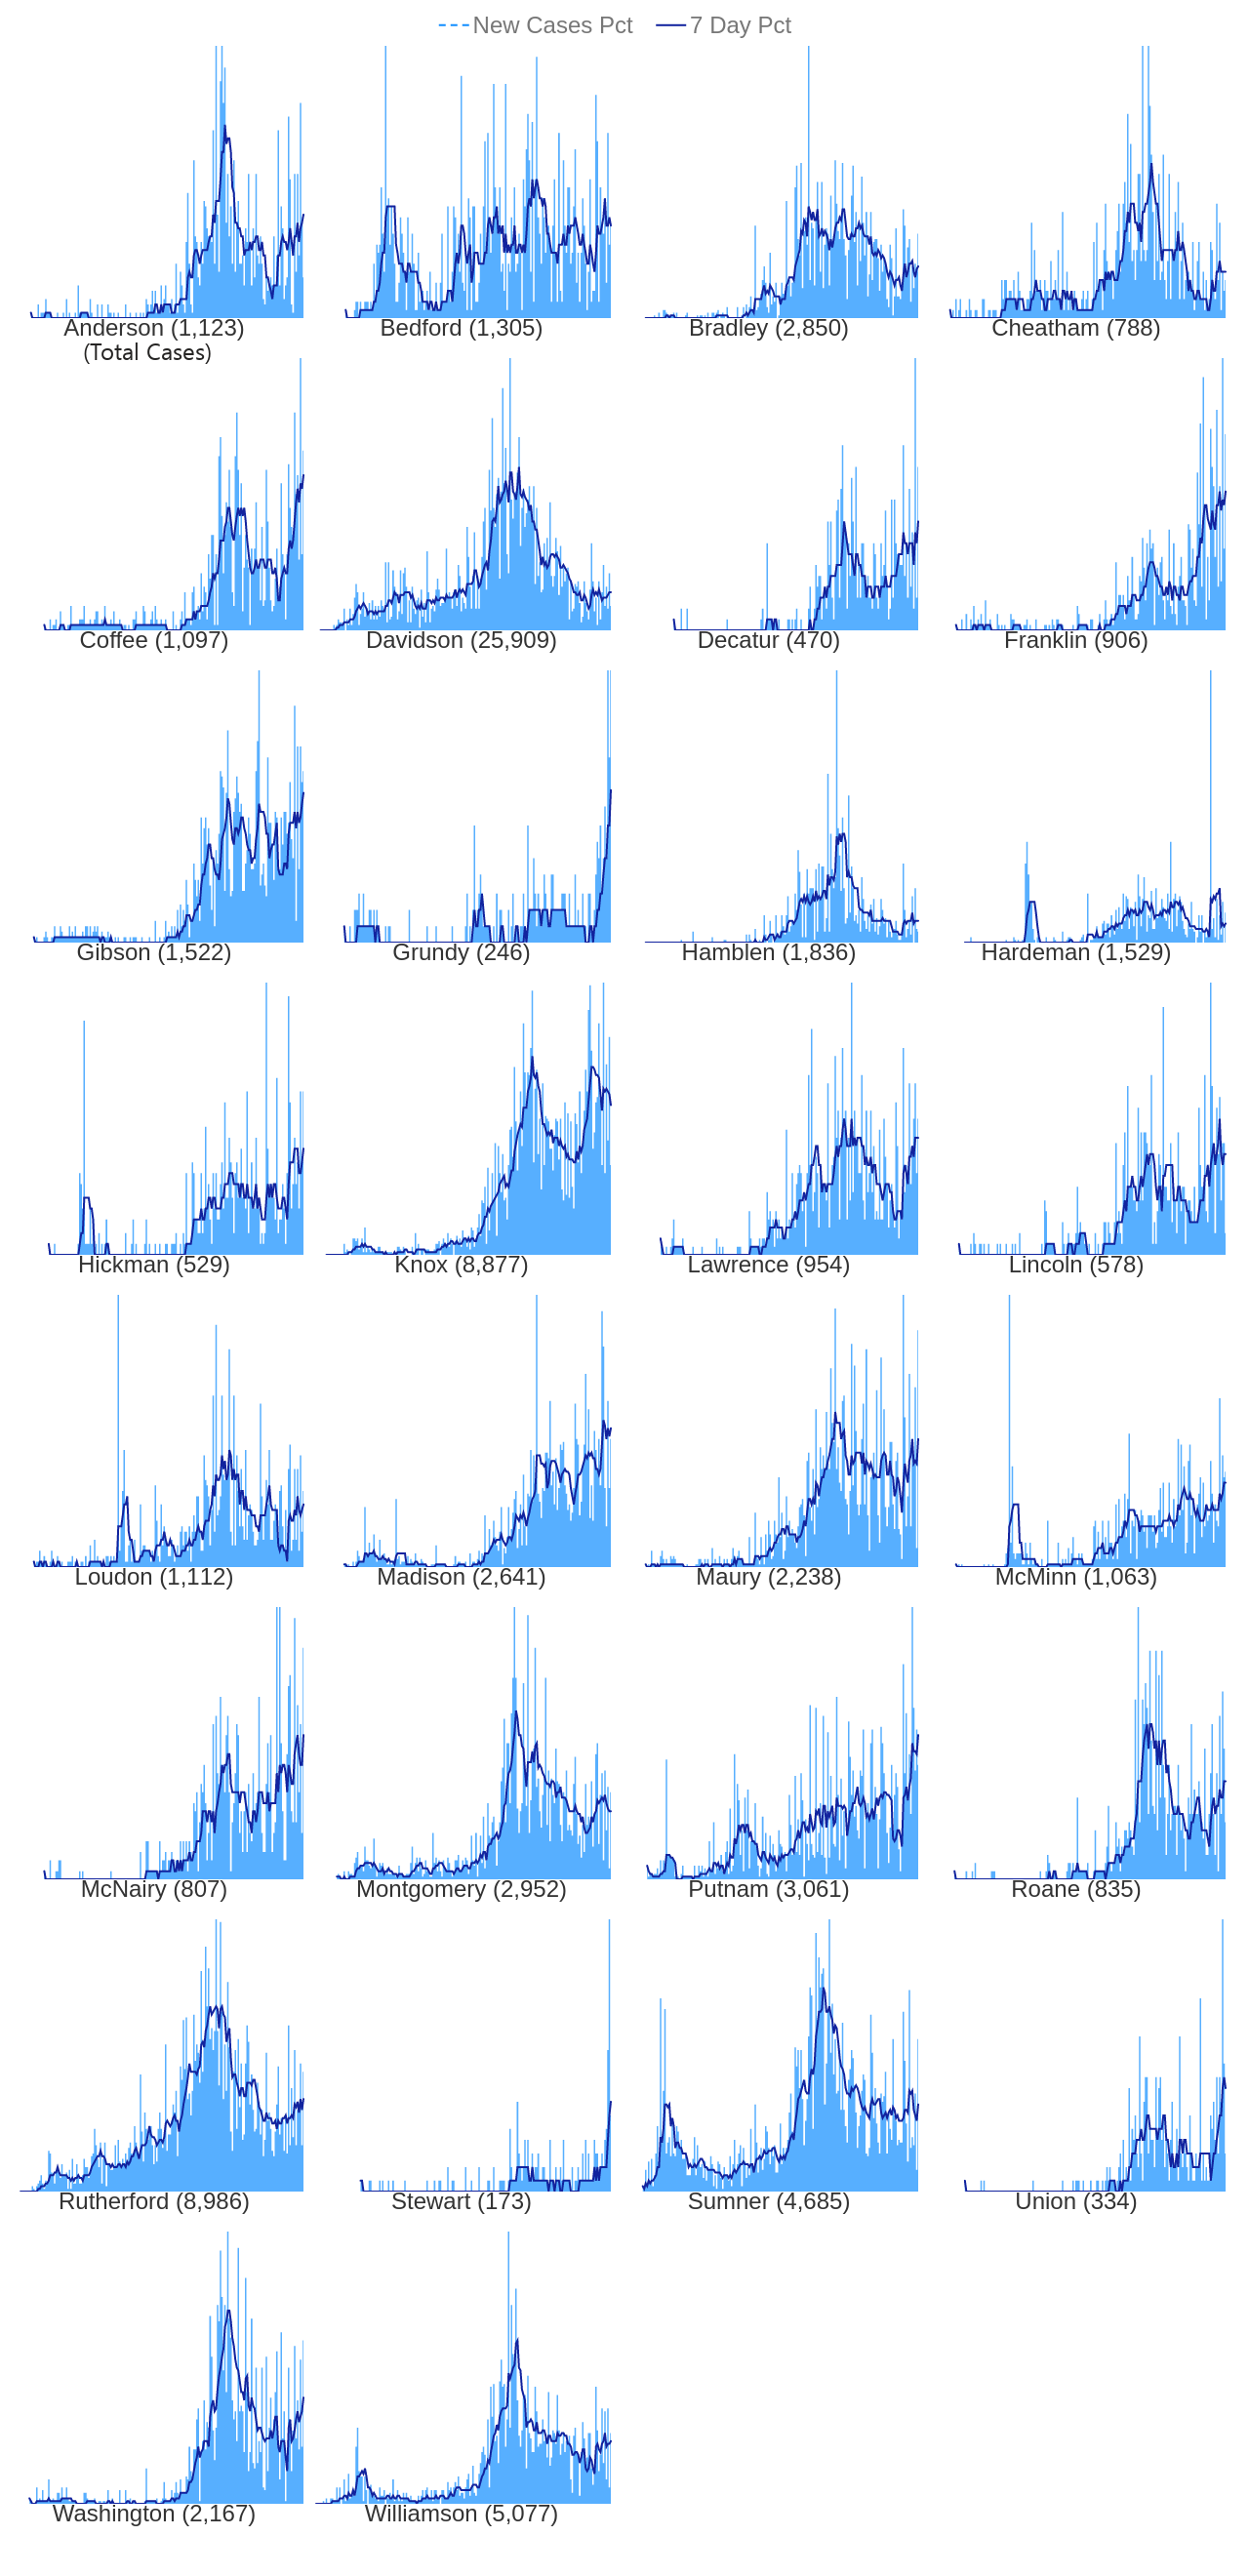 New Cases Pct 7 Day Pct
Anderson (1,123) Bedford (1,305) Bradley (2,850) Cheatham (788)
(Total Cases)
Coffee (1,097) Davidson (25,909) Decatur (470) Franklin (906)
Gibson (1,522) Grundy (246) Hamblen (1,836) Hardeman (1,529)
Hickman (529) Knox (8,877) Lawrence (954) Lincoln (578)
Loudon (1,112) Madison (2,641) Maury (2,238) McMinn (1,063)
McNairy (807) Montgomery (2,952) Putnam (3,061) Roane (835)
Rutherford (8,986) Stewart (173) Sumner (4,685) Union (334)
Washington (2,167) Williamson (5,077)